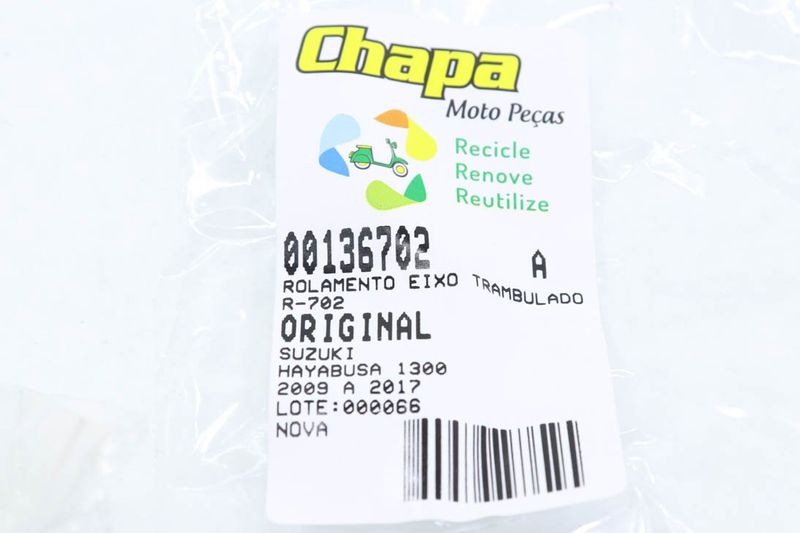 Chapa
Moto Peças
Recicle
Renove
Reutilize
00136702 A
ROLAMENTO EIXO TRAMBULADO
R-702
ORIGINAL
SUZUKI
HAYABUSA 1300
2009 A 2017
LOTE:000066
NOVA